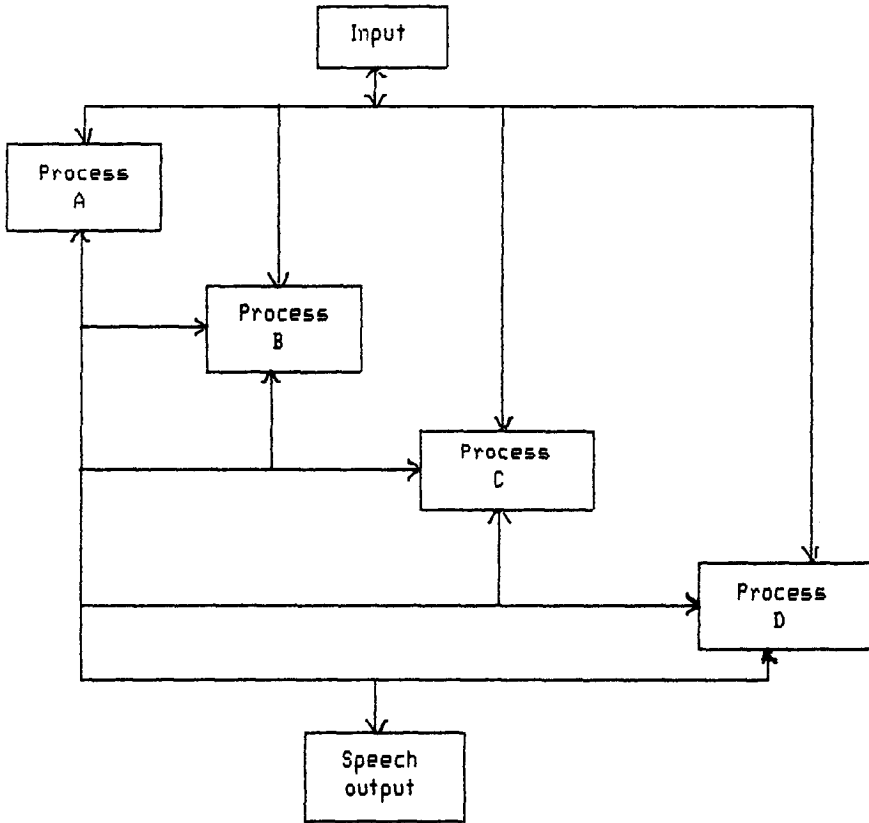 Input
Process
A
Process
B
Process
C
Process
D
Speech
output